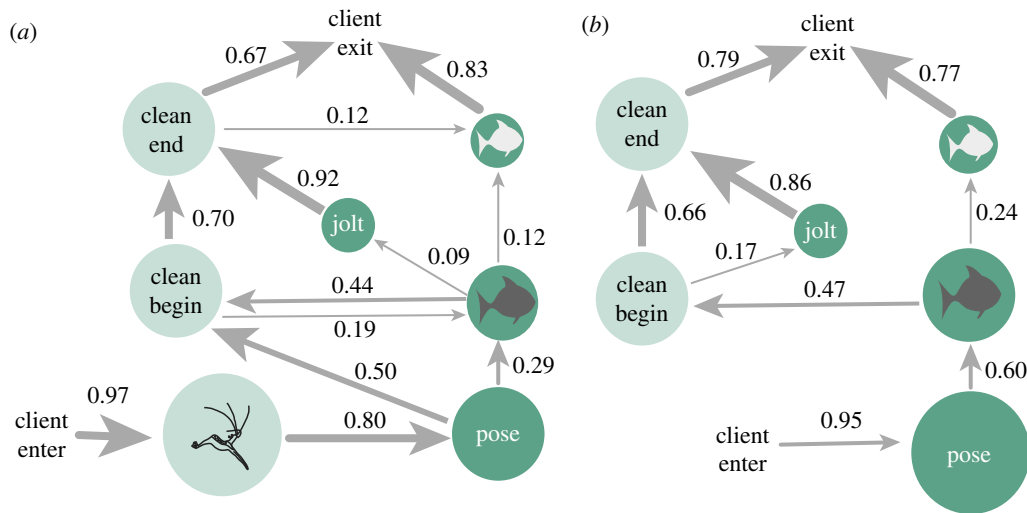 (a)
client
exit
0.67
0.83
clean
end
0.12
0.92
jolt
0.70
0.09
0.12
clean
begin
0.44
0.19
0.50
0.29
0.97
client
enter
0.80
pose
(b)
client
exit
0.79
0.77
clean
end
0.86
0.66
jolt
0.24
0.17
clean
begin
0.47
0.60
client
enter
0.95
pose